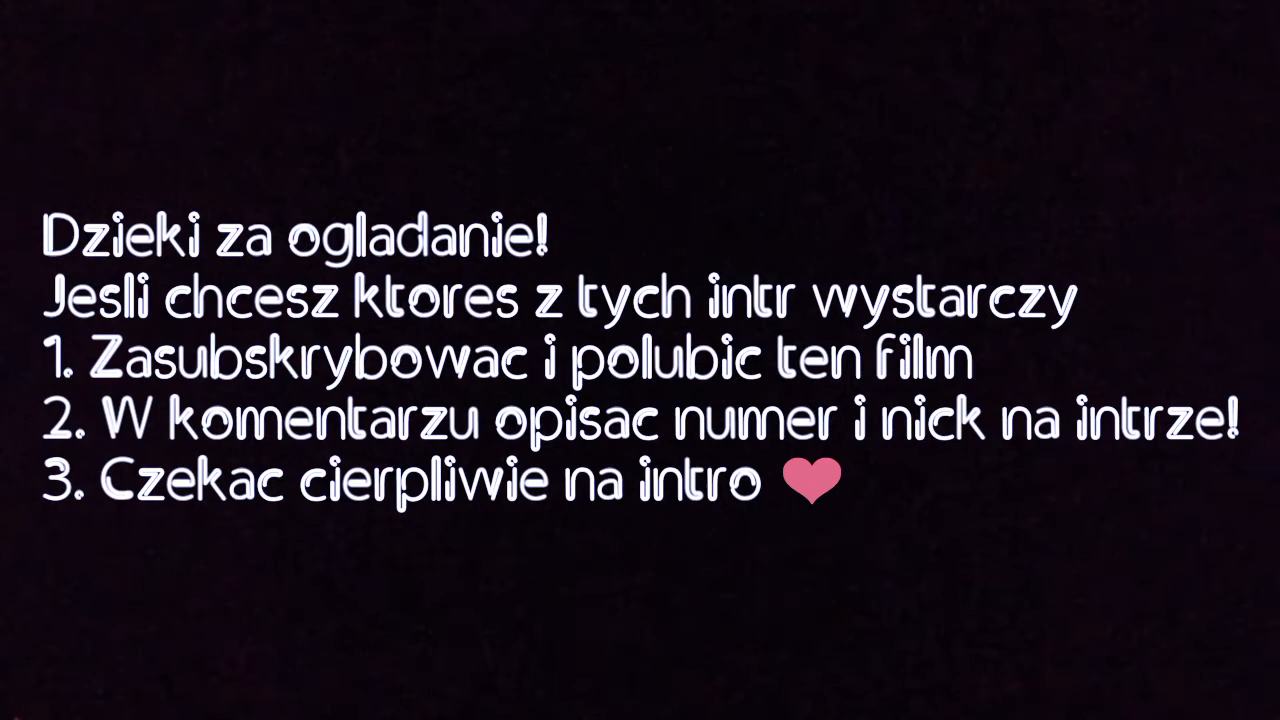 Dzieki za ogladanie!
Jesli chcesz ktores z tych intr wystarczy
1. Zasubskrybowac i polubic ten film
2. W komentarzu opisac numer i nick na intrze!
3. Czekac cierpliwie na intro ❤